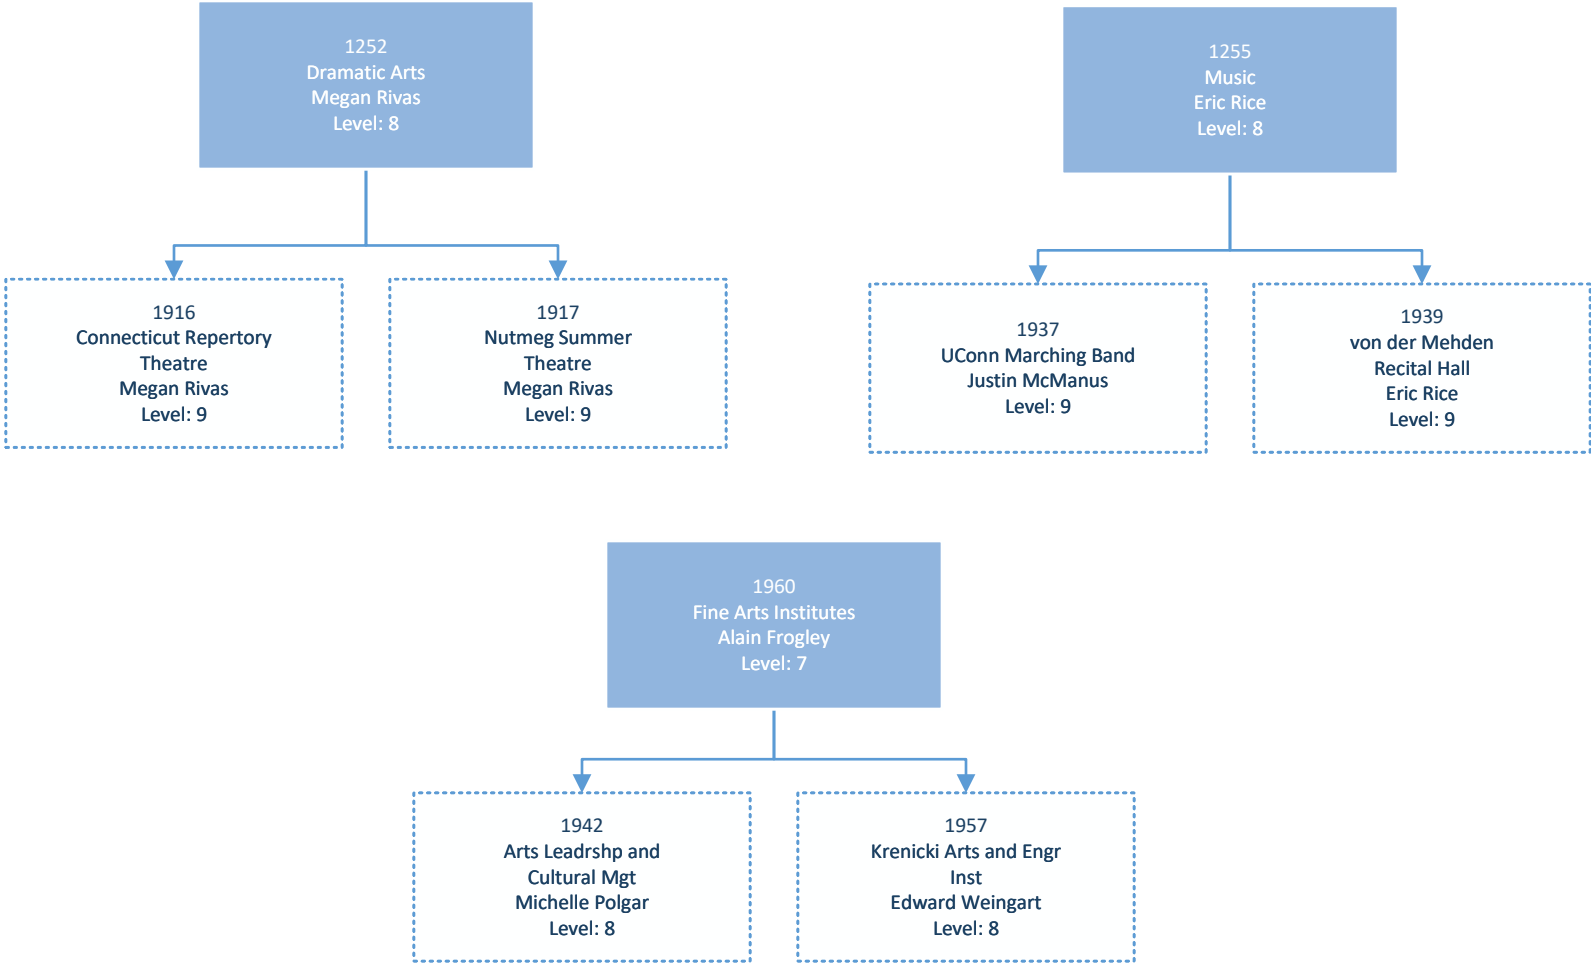 1252
Dramatic Arts
Megan Rivas
Level: 8
1255
Music
Eric Rice
Level: 8
1916
Connecticut Repertory
Theatre
Megan Rivas
Level: 9
1917
Nutmeg Summer
Theatre
Megan Rivas
Level: 9
1937
UConn Marching Band
Justin McManus
Level: 9
1939
von der Mehden
Recital Hall
Eric Rice
Level: 9
1960
Fine Arts Institutes
Alain Frogley
Level: 7
1942
Arts Leadrshp and
Cultural Mgt
Michelle Polgar
Level: 8
1957
Krenicki Arts and Engr
Inst
Edward Weingart
Level: 8